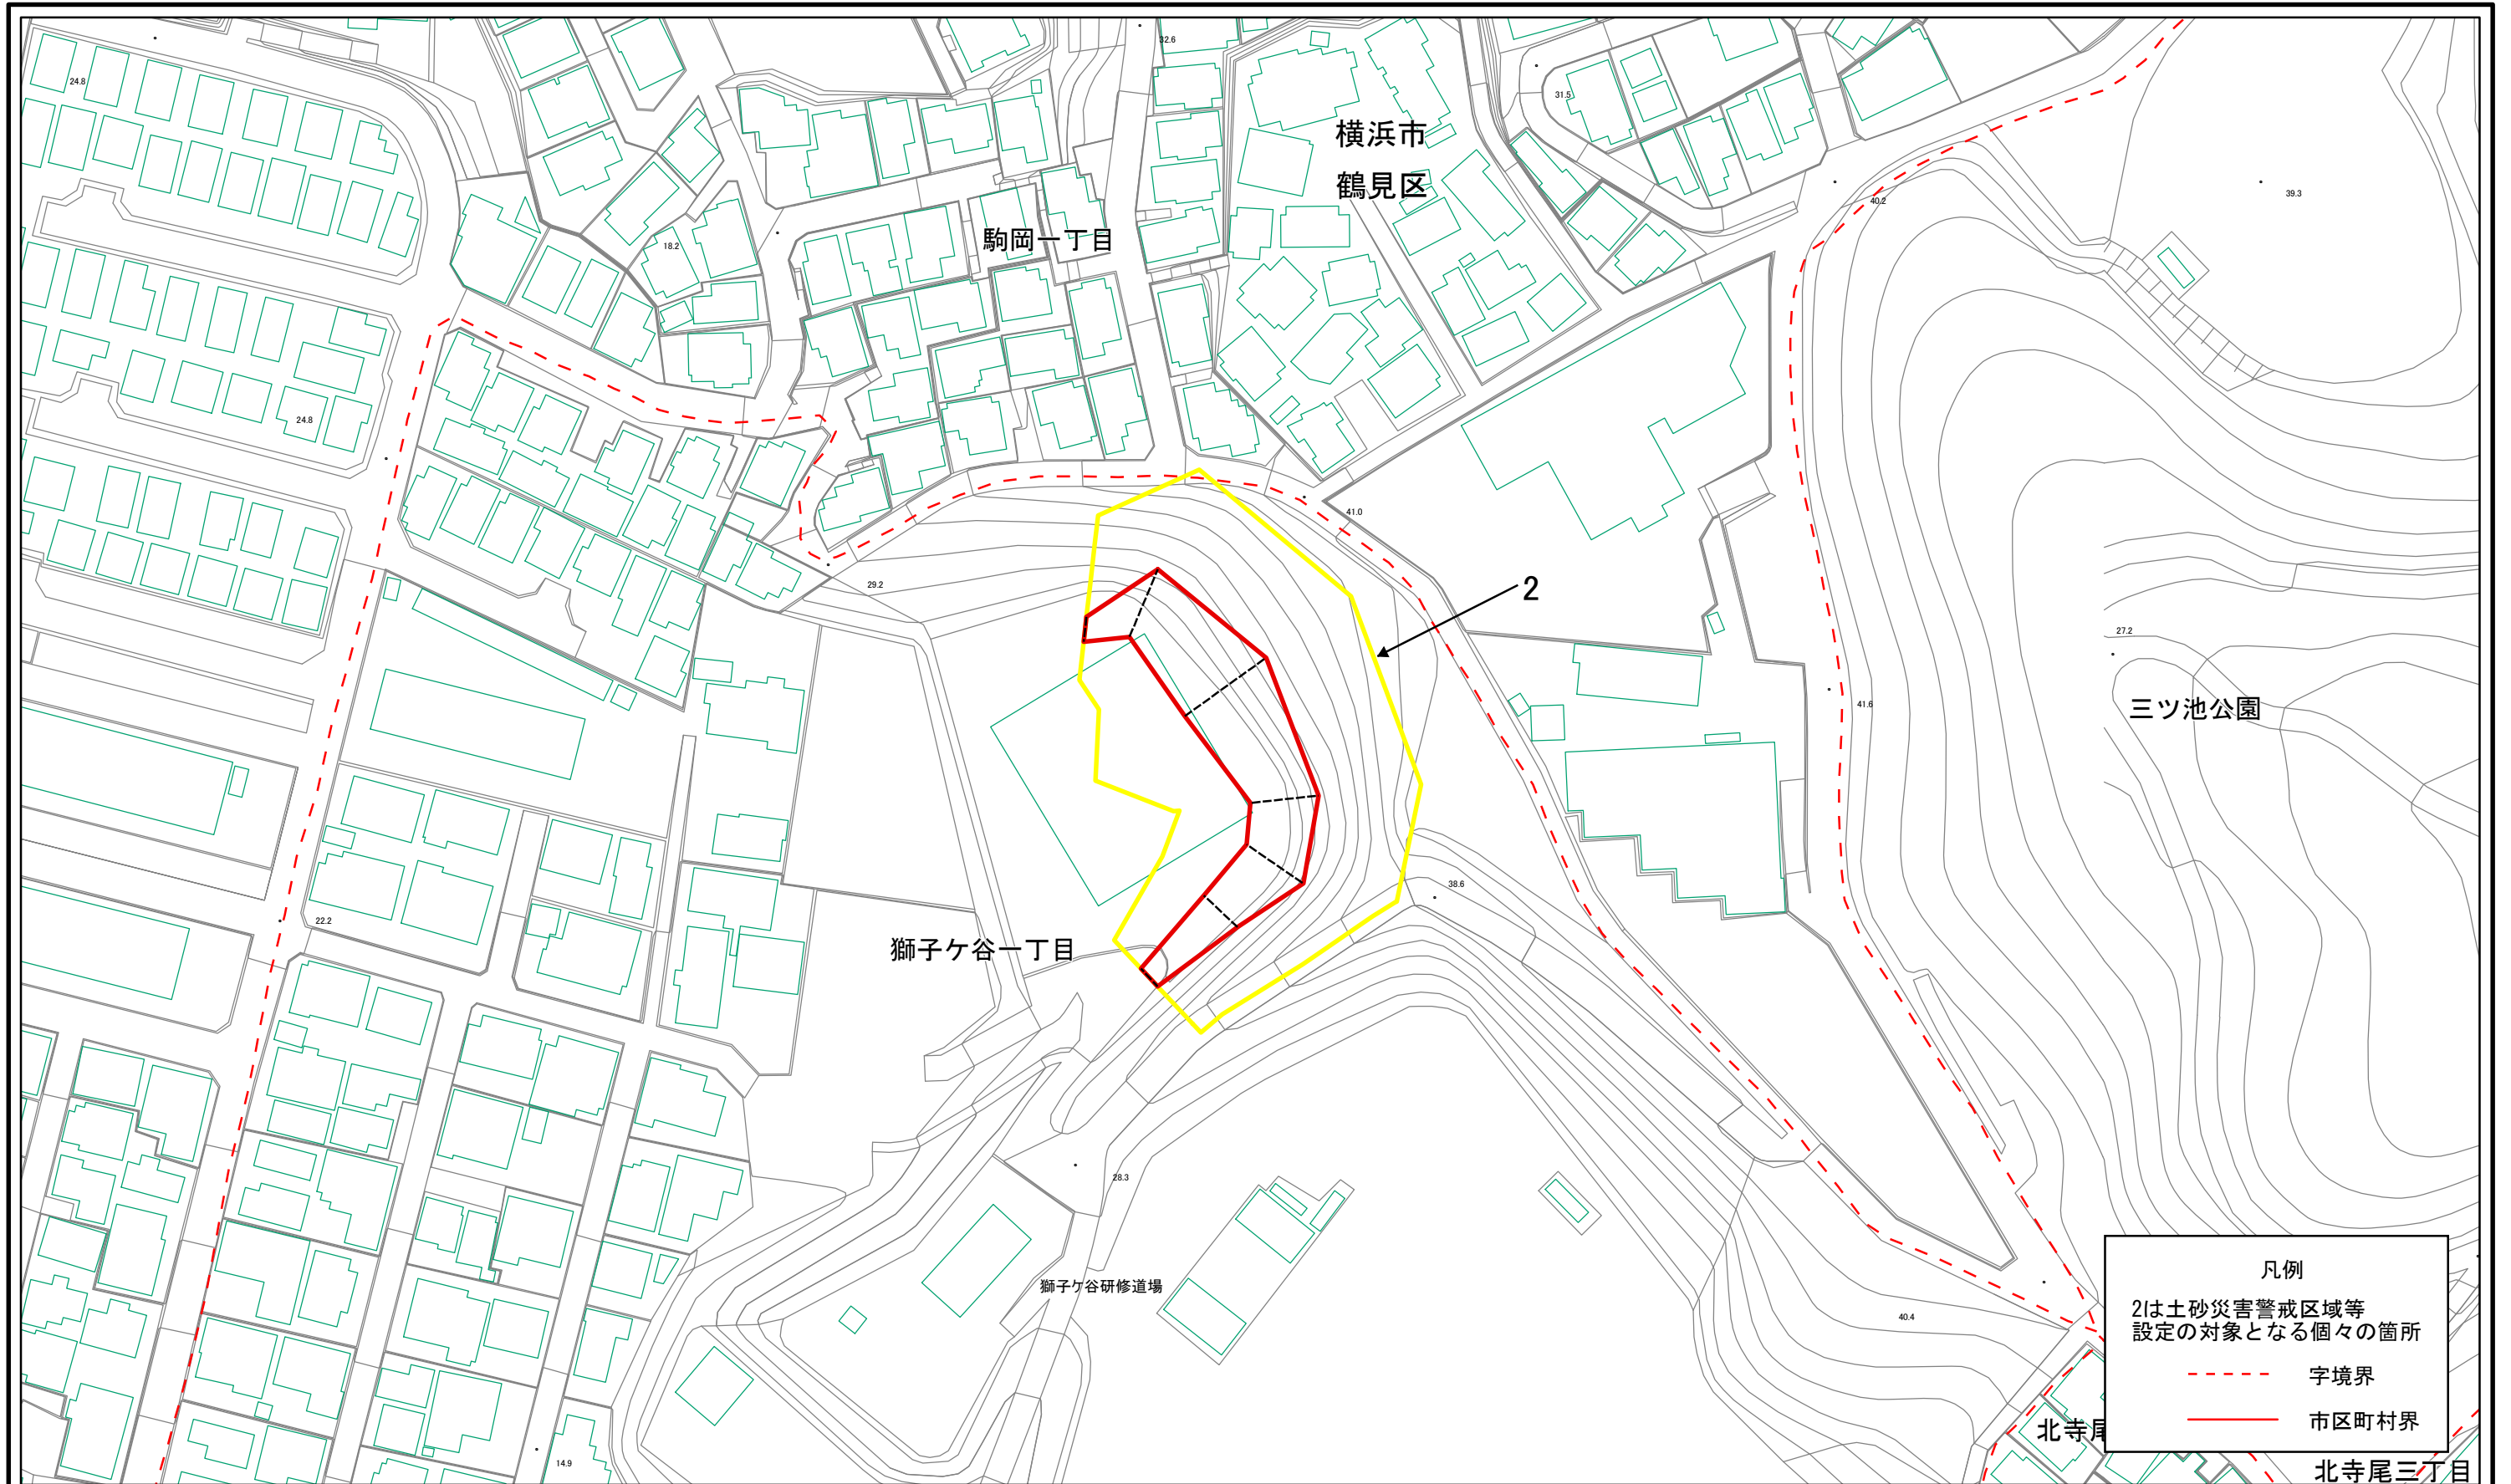 32.6
24.8
31.5
横浜市
鶴見区
39.3
40.2
駒岡一丁目
18.2
24.8
41.0
29.2
2
27.2
三ツ池公園
41.6
38.6
22.2
獅子ケ谷一丁目
28.3
獅子ケ谷研修道場
40.4
凡例
2は土砂災害警戒区域等
設定の対象となる個々の箇所
字境界
市区町村界
北寺尾
14.9
北寺尾三丁目